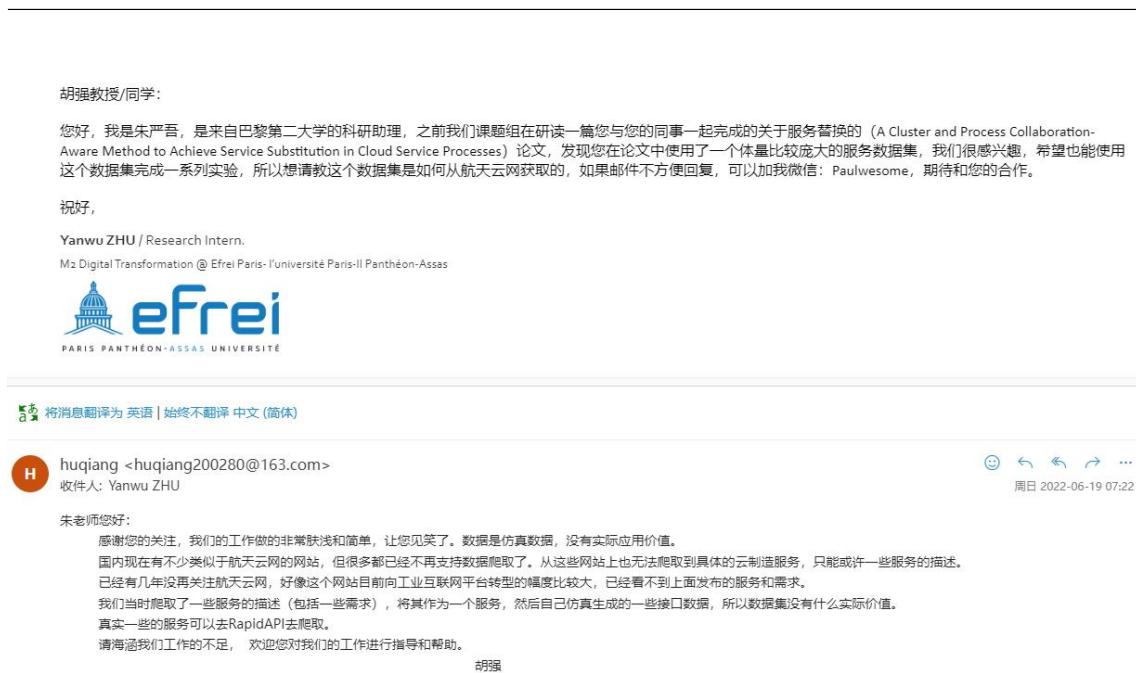 胡强教授/同学：
您好，我是朱严吾，是来自巴黎第二大学的科研助理，之前我们课题组在研读一篇您与您的同事一起完成的关于服务替换的（A Cluster and Process Collaboration-
Aware Method to Achieve Service Substitution in Cloud Service Processes）论文，发现您在论文中使用了一个体量比较庞大的服务数据集，我们很感兴趣，希望也能使用
这个数据集完成一系列实验，所以想请教这个数据集是如何从航天云网获取的，如果邮件不方便回复，可以加我微信：Paulwesome，期待和您的合作。
祝好，
Yanwu ZHU / Research Intern.
M2 Digital Transformation @ Efrei Paris- l'université Paris-II Panthéon-Assas
efrei
PARIS PANTHÉON-ASSAS UNIVERSITÉ
将消息翻译为 英语 | 始终不翻译 中文 (简体)
H
huqiang <huqiang200280@163.com>
收件人: Yanwu ZHU
周日 2022-06-19 07:22
朱老师您好：
感谢您的关注，我们的工作做的非常肤浅和简单，让您见笑了。数据是仿真数据，没有实际应用价值。
国内现在有不少类似于航天云网的网站，但很多都已经不再支持数据爬取了。从这些网站上也无法爬取到具体的云制造服务，只能或许一些服务的描述。
已经有几年没再关注航天云网，好像这个网站目前向工业互联网平台转型的幅度比较大，已经看不到上面发布的服务和需求。
我们当时爬取了一些服务的描述（包括一些需求），将其作为一个服务，然后自己仿真生成的一些接口数据，所以数据集没有什么实际价值。
真实一些的服务可以去RapidAPI去爬取。
请海涵我们工作的不足， 欢迎您对我们的工作进行指导和帮助。
胡强